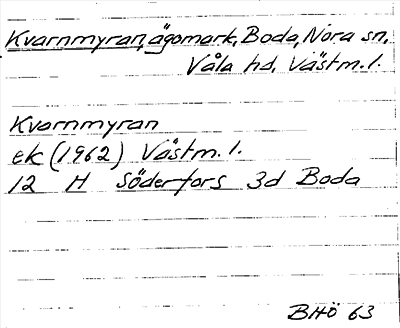 Kvarnmyran, ägomark, Boda, Nora sn,
Våla hd, Västm. l.
Kvarnmyran
ek (1962) Västm. l.
12 H Söderfors 3d Boda
BHÖ 63